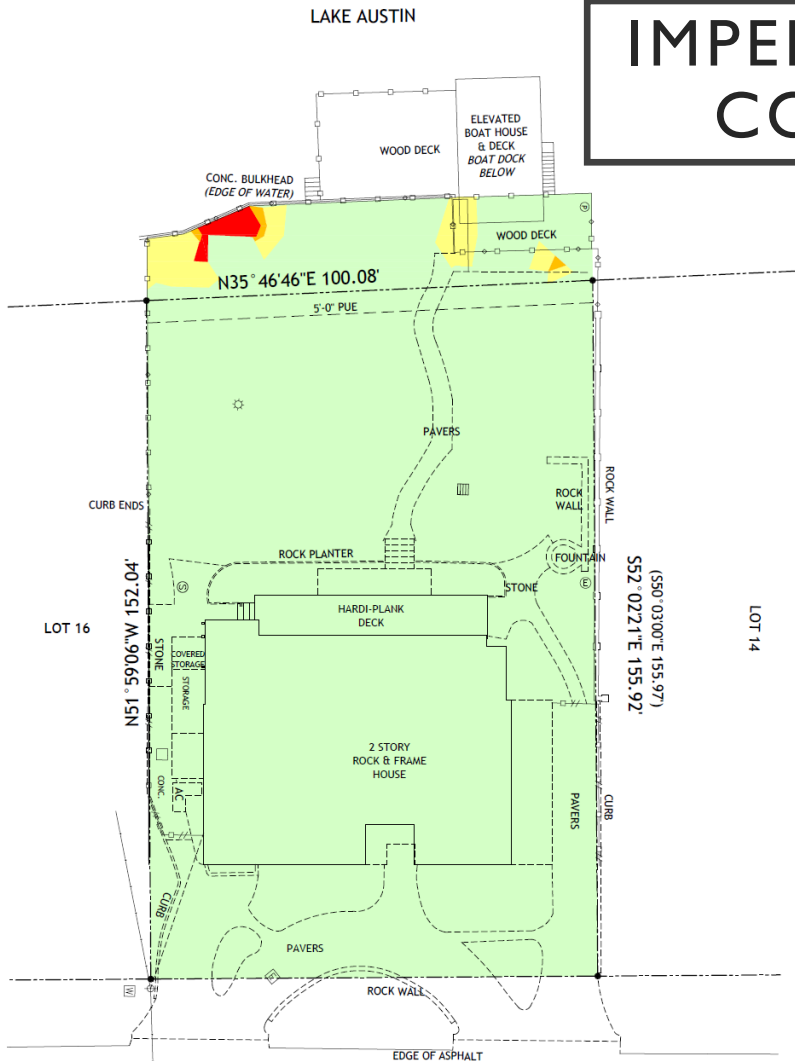 LAKE AUSTIN
IMPE
CO
ELEVATED
BOAT HOUSE
& DECK
BOAT DOCK
BELOW
WOOD DECK
CONC. BULKHEAD
(EDGE OF WATER)
P
WOOD DECK
N35°46'46"E 100.08'
5'-0" PUE
PAVERS
ROCK
WALL
ROCK WALL
CURB ENDS
ROCK PLANTER
FOUNTAIN
STONE
S
E
HARDI-PLANK
DECK
N51°59'06"W 152.04'
S52°02'21"E 155.92'
(S50°03'00"E 155.97')
LOT 16
LOT 14
STONE
COVERED
STORAGE
STORAGE
2 STORY
ROCK & FRAME
HOUSE
CONC.
AC
PAVERS
CURB
CURB
PAVERS
W
ROCK WALL
EDGE OF ASPHALT